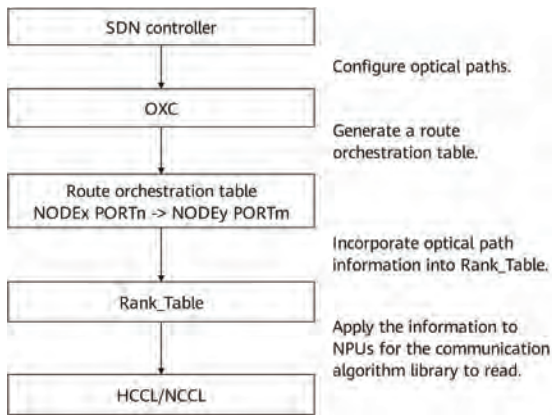 SDN controller
Configure optical paths.
OXC
Generate a route
orchestration table.
Route orchestration table
NODEx PORTn -> NODEy PORTm
Incorporate optical path
information into Rank_Table.
Rank_Table
Apply the information to
NPUs for the communication
algorithm library to read.
HCCL/NCCL